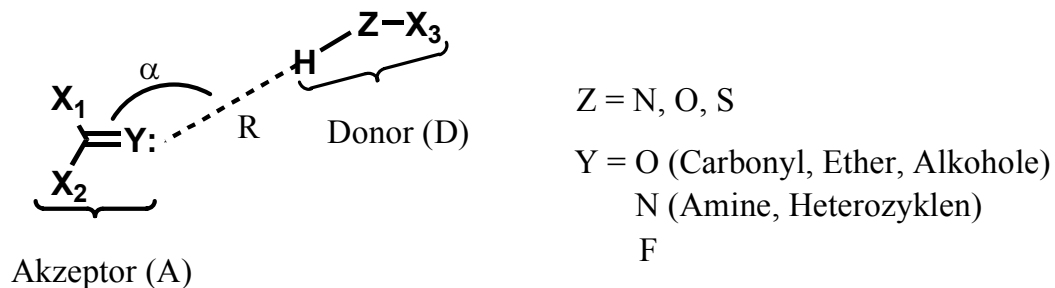 Z–X₃
H
α
X₁
Y:
X₂
R
Donor (D)
Akzeptor (A)
Z = N, O, S
Y = O (Carbonyl, Ether, Alkohole)
N (Amine, Heterozyklen)
F